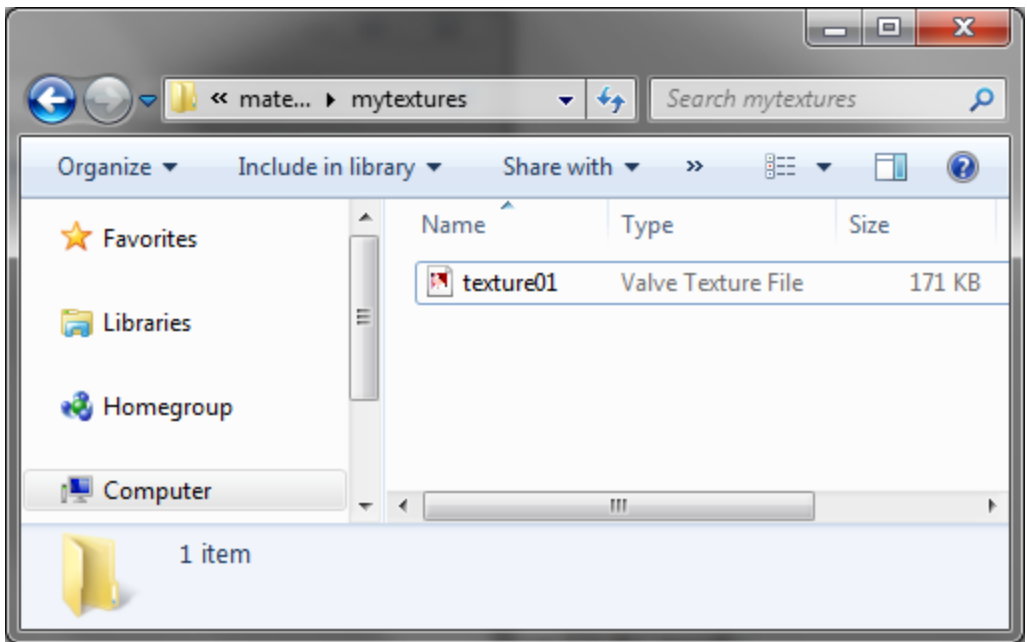 « mate... ▸ mytextures
Search mytextures
Organize Include in library Share with »
Favorites
Libraries
Homegroup
Computer
Name Type Size
texture01 Valve Texture File 171 KB
1 item